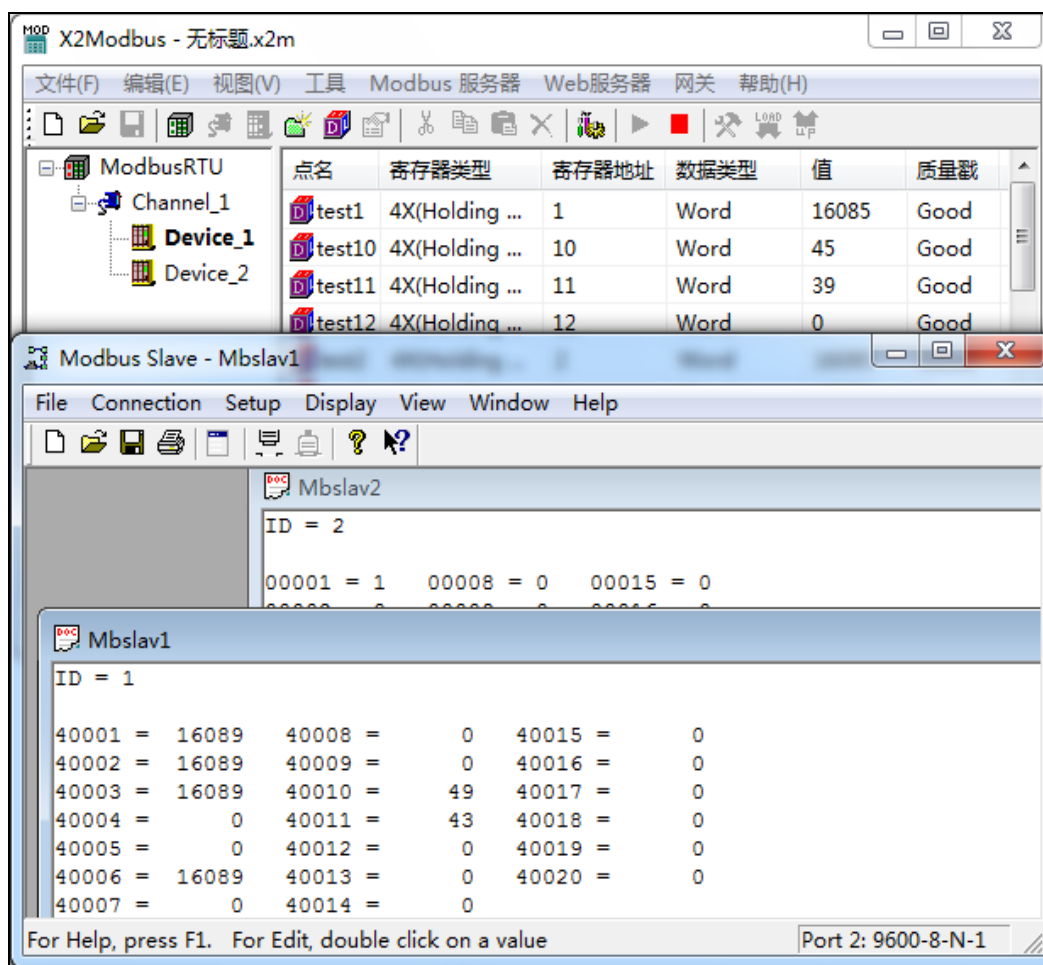 X2Modbus - 无标题.x2m
文件(F) 编辑(E) 视图(V) 工具 Modbus 服务器 Web服务器 网关 帮助(H)
ModbusRTU
Channel_1
Device_1
Device_2
点名 寄存器类型 寄存器地址 数据类型 值 质量戳
test1 4X(Holding ... 1 Word 16085 Good
test10 4X(Holding ... 10 Word 45 Good
test11 4X(Holding ... 11 Word 39 Good
test12 4X(Holding ... 12 Word 0 Good
Modbus Slave - Mbslav1
File Connection Setup Display View Window Help
Mbslav2
ID = 2
00001 = 1 00008 = 0 00015 = 0
Mbslav1
ID = 1
40001 = 16089 40008 = 0 40015 = 0
40002 = 16089 40009 = 0 40016 = 0
40003 = 16089 40010 = 49 40017 = 0
40004 = 0 40011 = 43 40018 = 0
40005 = 0 40012 = 0 40019 = 0
40006 = 16089 40013 = 0 40020 = 0
40007 = 0 40014 = 0
For Help, press F1. For Edit, double click on a value Port 2: 9600-8-N-1